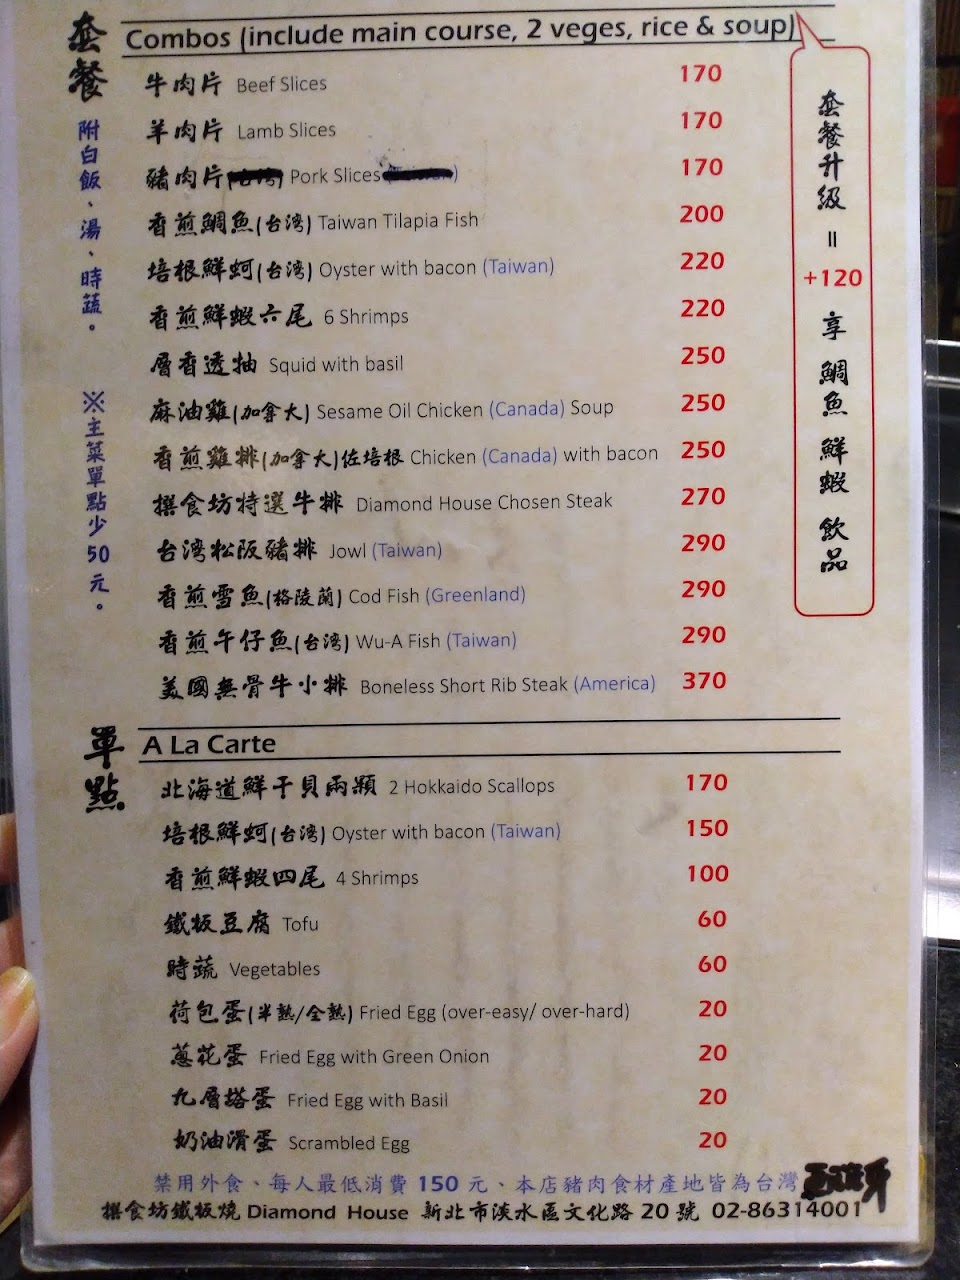 套餐 Combos (include main course, 2 veges, rice & soup)
附白飯、湯、時蔬。
※主菜單點少50元。
牛肉片 Beef Slices 170
羊肉片 Lamb Slices 170
豬肉片 Pork Slices 170
香煎鯛魚(台灣) Taiwan Tilapia Fish 200
培根鮮蚵(台灣) Oyster with bacon (Taiwan) 220
香煎鮮蝦六尾 6 Shrimps 220
層香透抽 Squid with basil 250
麻油雞(加拿大) Sesame Oil Chicken (Canada) Soup 250
香煎雞排(加拿大)佐培根 Chicken (Canada) with bacon 250
撰食坊特選牛排 Diamond House Chosen Steak 270
台灣松阪豬排 Jowl (Taiwan) 290
香煎雪魚(格陵蘭) Cod Fish (Greenland) 290
香煎午仔魚(台灣) Wu-A Fish (Taiwan) 290
美國無骨牛小排 Boneless Short Rib Steak (America) 370
套餐升級=+120享鯛魚鮮蝦飲品
單點 A La Carte
北海道鮮干貝兩顆 2 Hokkaido Scallops 170
培根鮮蚵(台灣) Oyster with bacon (Taiwan) 150
香煎鮮蝦四尾 4 Shrimps 100
鐵板豆腐 Tofu 60
時蔬 Vegetables 60
荷包蛋(半熟/全熟) Fried Egg (over-easy/ over-hard) 20
蔥花蛋 Fried Egg with Green Onion 20
九層塔蛋 Fried Egg with Basil 20
奶油滑蛋 Scrambled Egg 20
禁用外食、每人最低消費 150 元、本店豬肉食材產地皆為台灣
撰食坊鐵板燒 Diamond House 新北市淡水區文化路 20 號 02-86314001